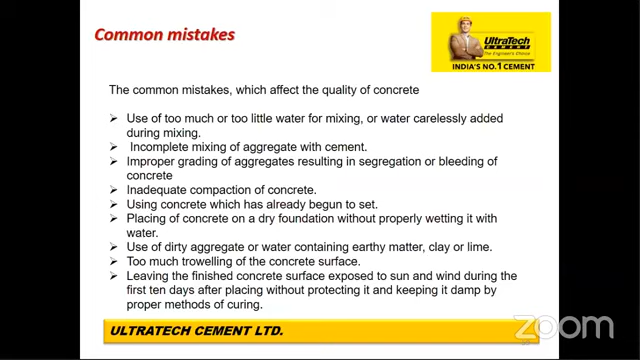 Common mistakes
UltraTech
CEMENT
The Engineer's Choice
INDIA'S NO.1 CEMENT
The common mistakes, which affect the quality of concrete
➢ Use of too much or too little water for mixing, or water carelessly added
during mixing.
➢ Incomplete mixing of aggregate with cement.
➢ Improper grading of aggregates resulting in segregation or bleeding of
concrete
➢ Inadequate compaction of concrete.
➢ Using concrete which has already begun to set.
➢ Placing of concrete on a dry foundation without properly wetting it with
water.
➢ Use of dirty aggregate or water containing earthy matter, clay or lime.
➢ Too much trowelling of the concrete surface.
➢ Leaving the finished concrete surface exposed to sun and wind during the
first ten days after placing without protecting it and keeping it damp by
proper methods of curing.
ULTRATECH CEMENT LTD.
zoom